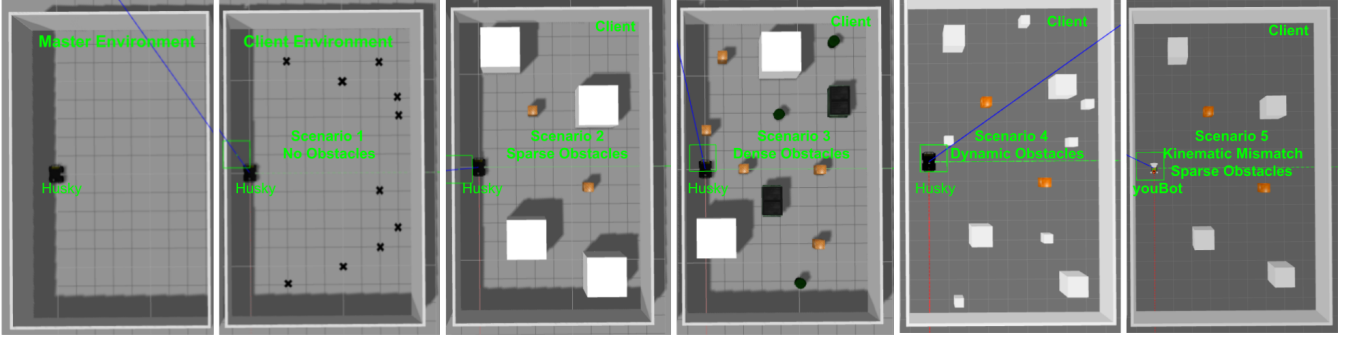 Master Environment
Husky
Client Environment
Scenario 1
No Obstacles
Husky
Client
Scenario 2
Sparse Obstacles
Husky
Client
Scenario 3
Dense Obstacles
Husky
Client
Scenario 4
Dynamic Obstacles
Husky
Client
Scenario 5
Kinematic Mismatch
Sparse Obstacles
youBot